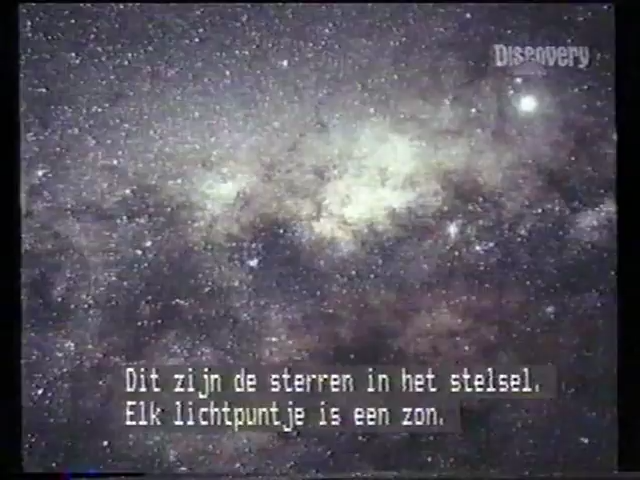 Discovery
Dit zijn de sterren in het stelsel.
Elk lichtpuntje is een zon.